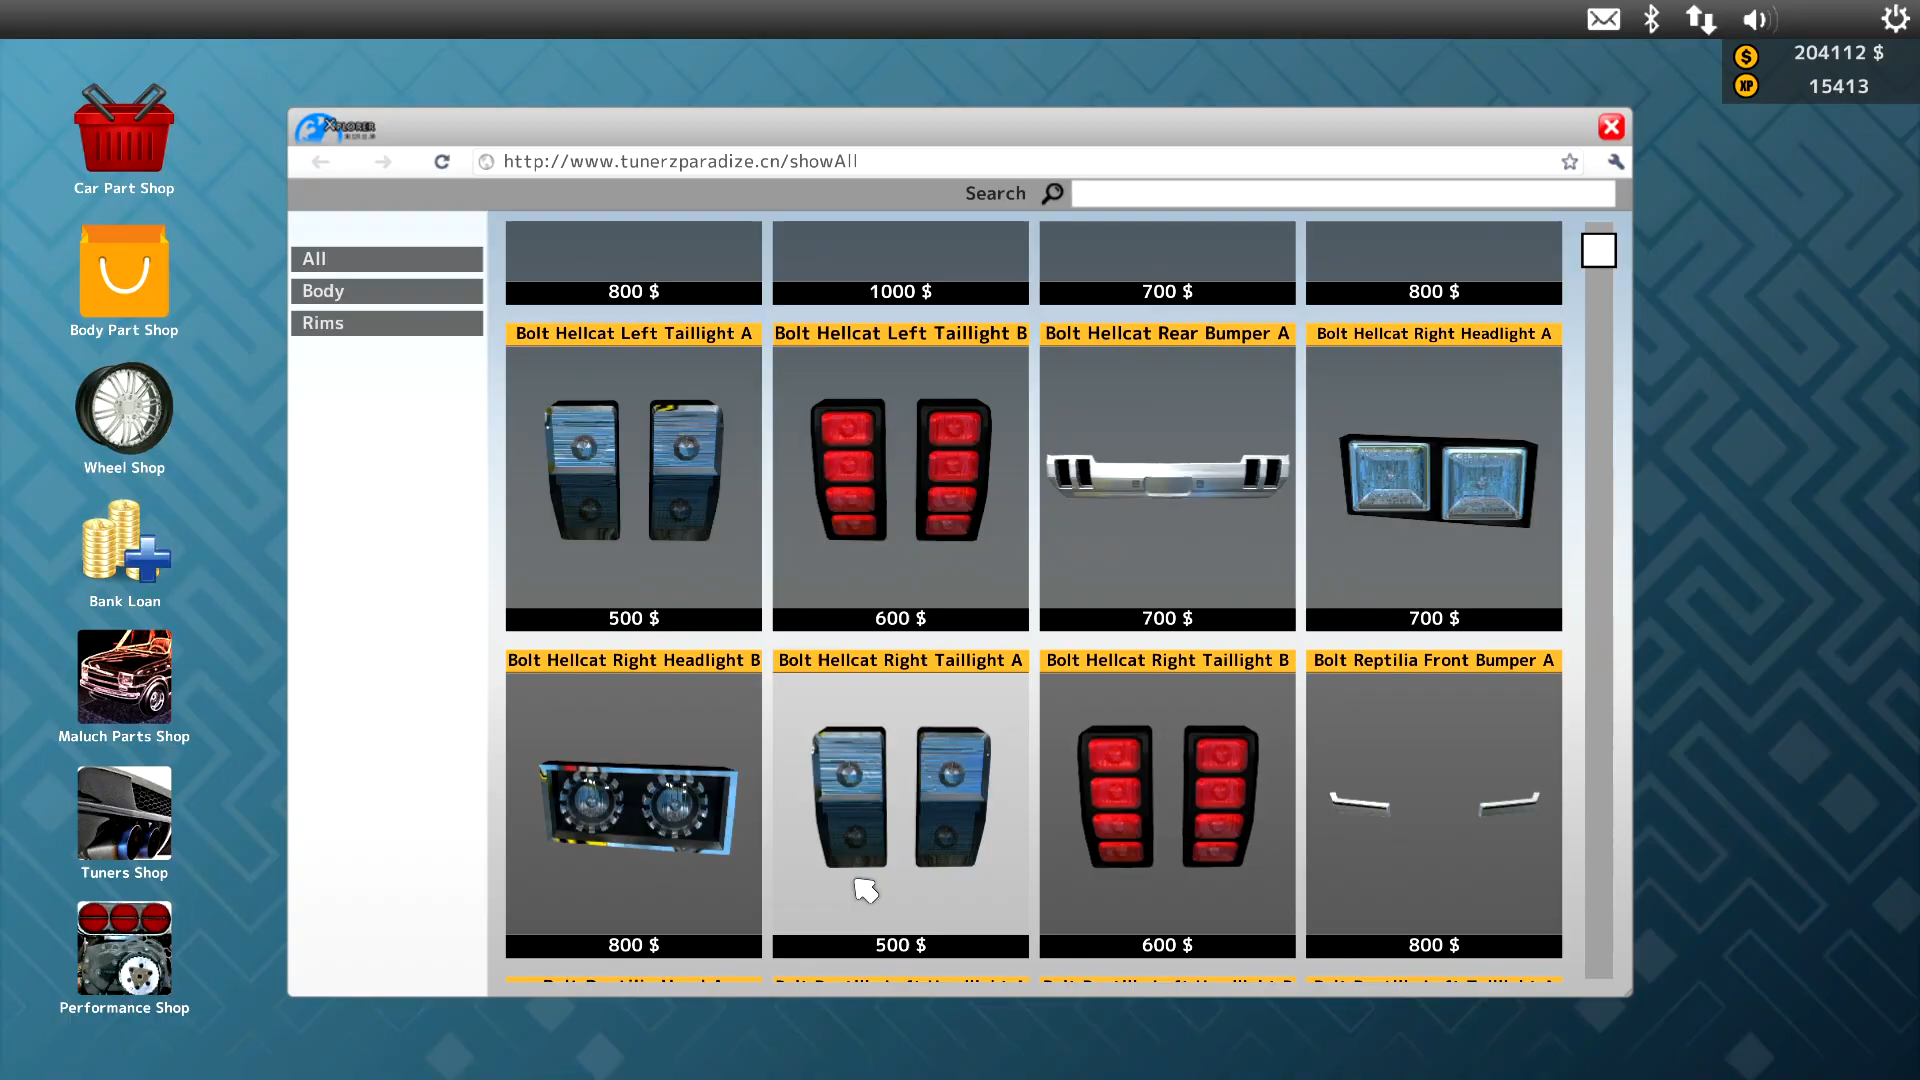 204112 $
XP 15413
XPLORER
http://www.tunerzparadize.cn/showAll
Search
Car Part Shop
Body Part Shop
Wheel Shop
Bank Loan
Maluch Parts Shop
Tuners Shop
Performance Shop
All
Body
Rims
800 $
1000 $
700 $
800 $
Bolt Hellcat Left Taillight A
Bolt Hellcat Left Taillight B
Bolt Hellcat Rear Bumper A
Bolt Hellcat Right Headlight A
500 $
600 $
700 $
700 $
Bolt Hellcat Right Headlight B
Bolt Hellcat Right Taillight A
Bolt Hellcat Right Taillight B
Bolt Reptilia Front Bumper A
800 $
500 $
600 $
800 $